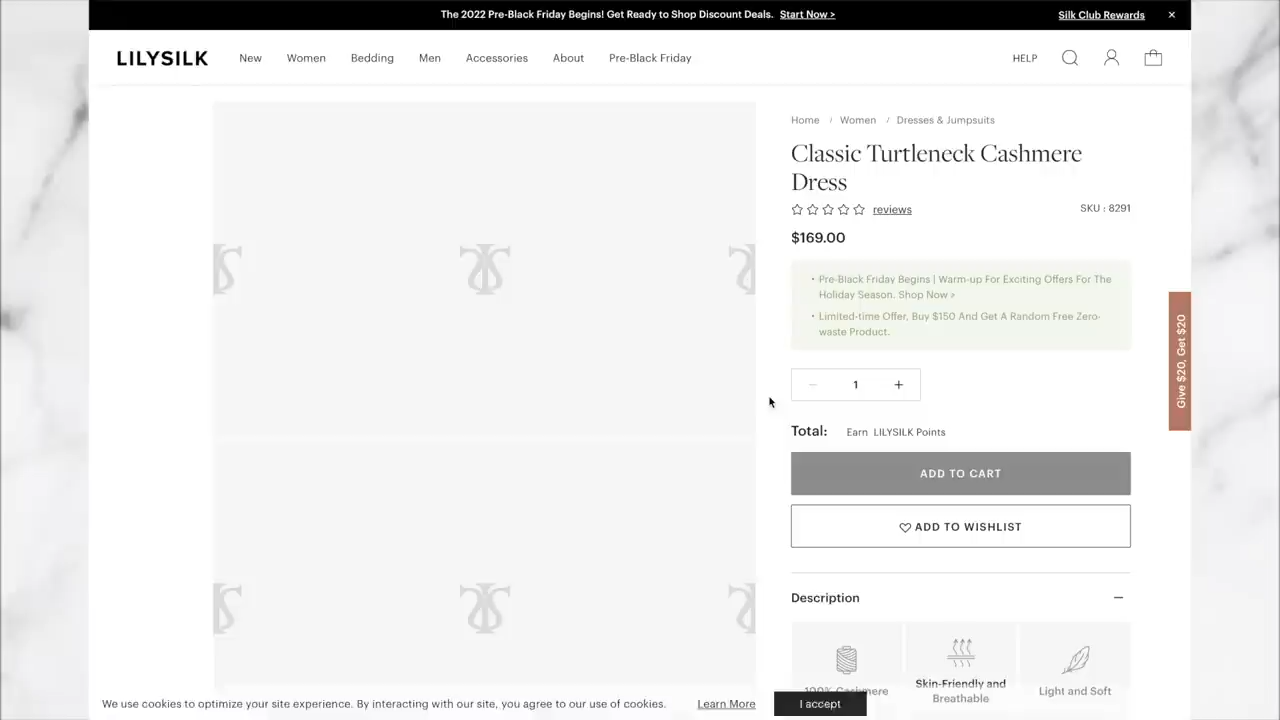 The 2022 Pre-Black Friday Begins! Get Ready to Shop Discount Deals. Start Now >
Silk Club Rewards
LILYSILK
New
Women
Bedding
Men
Accessories
About
Pre-Black Friday
HELP
Home / Women / Dresses & Jumpsuits
Classic Turtleneck Cashmere
Dress
reviews
SKU : 8291
$169.00
• Pre-Black Friday Begins | Warm-up For Exciting Offers For The
Holiday Season. Shop Now >
• Limited-time Offer, Buy $150 And Get A Random Free Zero-
waste Product.
Give $20, Get $20
1
Total: Earn LILYSILK Points
ADD TO CART
ADD TO WISHLIST
Description
100% Cashmere
Skin-Friendly and
Breathable
Light and Soft
We use cookies to optimize your site experience. By interacting with our site, you agree to our use of cookies.
Learn More
I accept